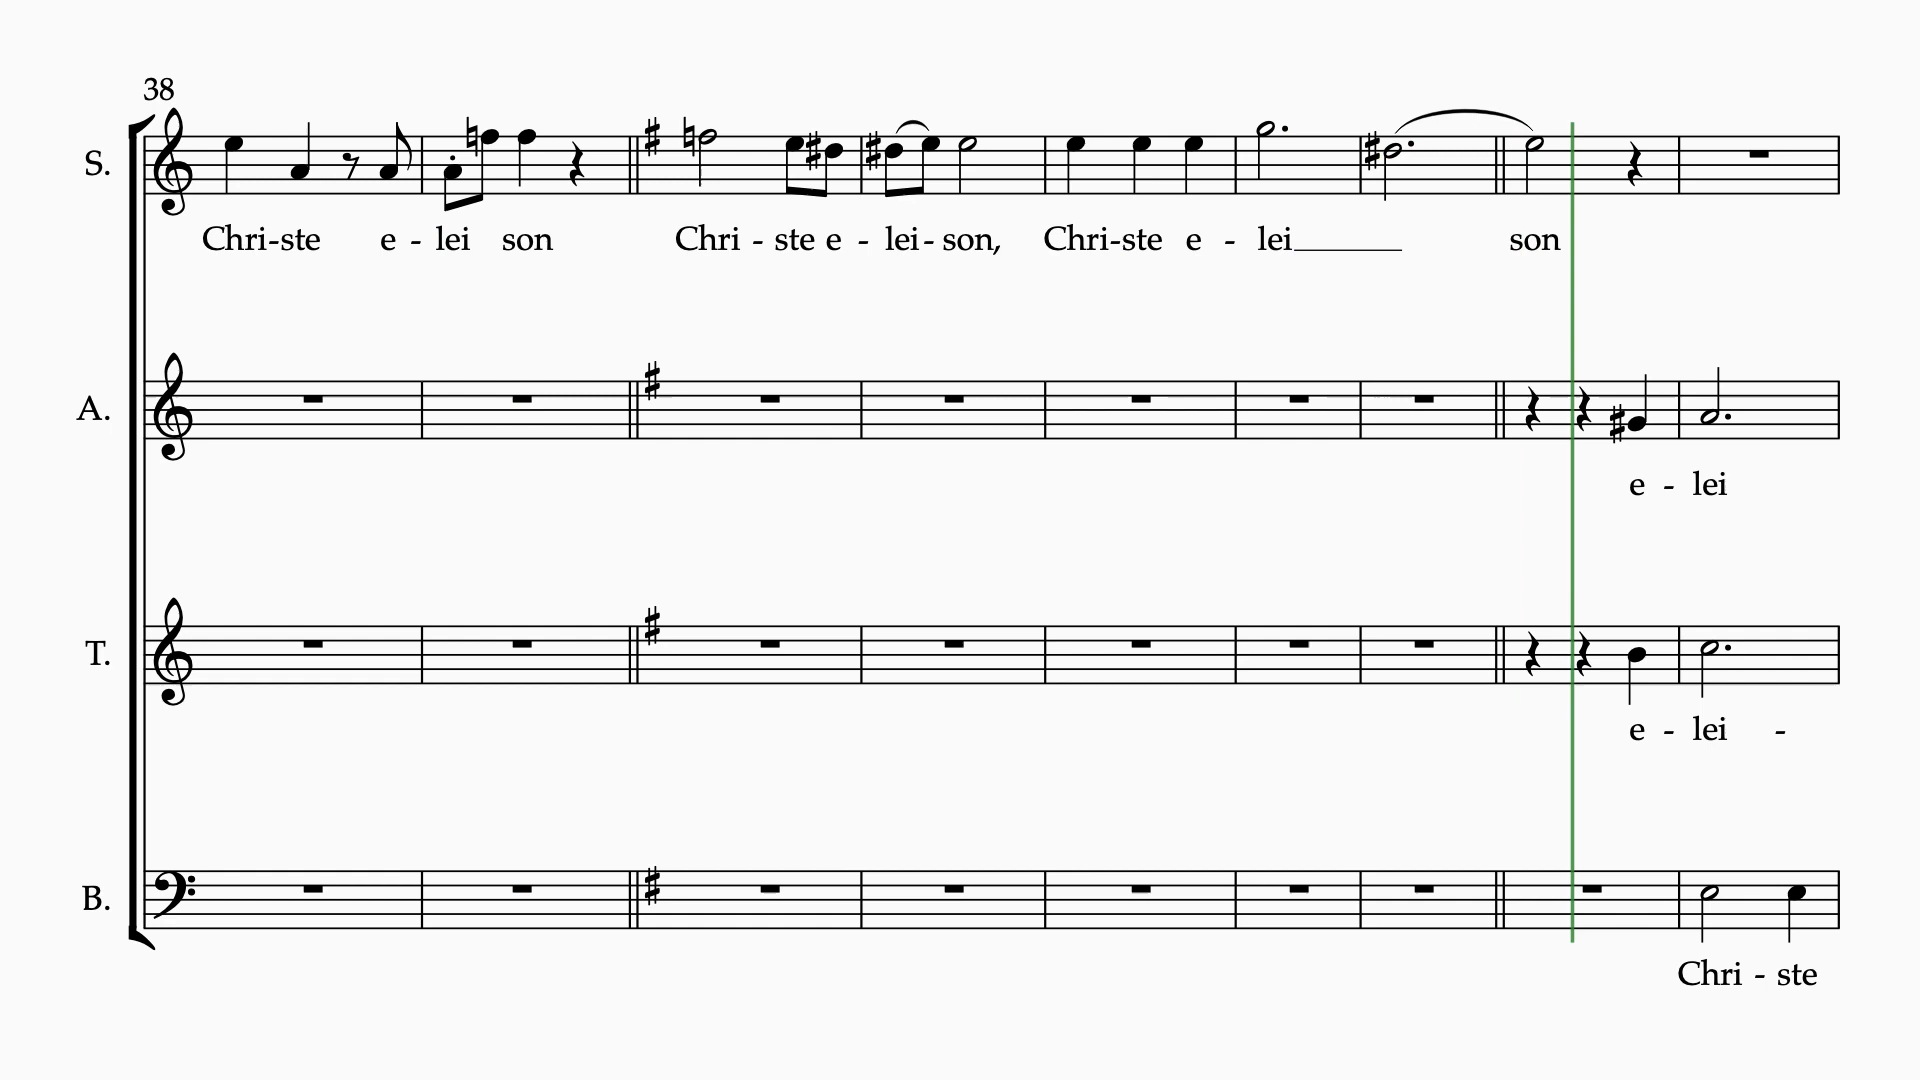 38
S.
Chri-ste e - lei son Chri - ste e - lei - son, Chri-ste e - lei son
A.
e - lei
T.
e - lei -
B.
Chri - ste